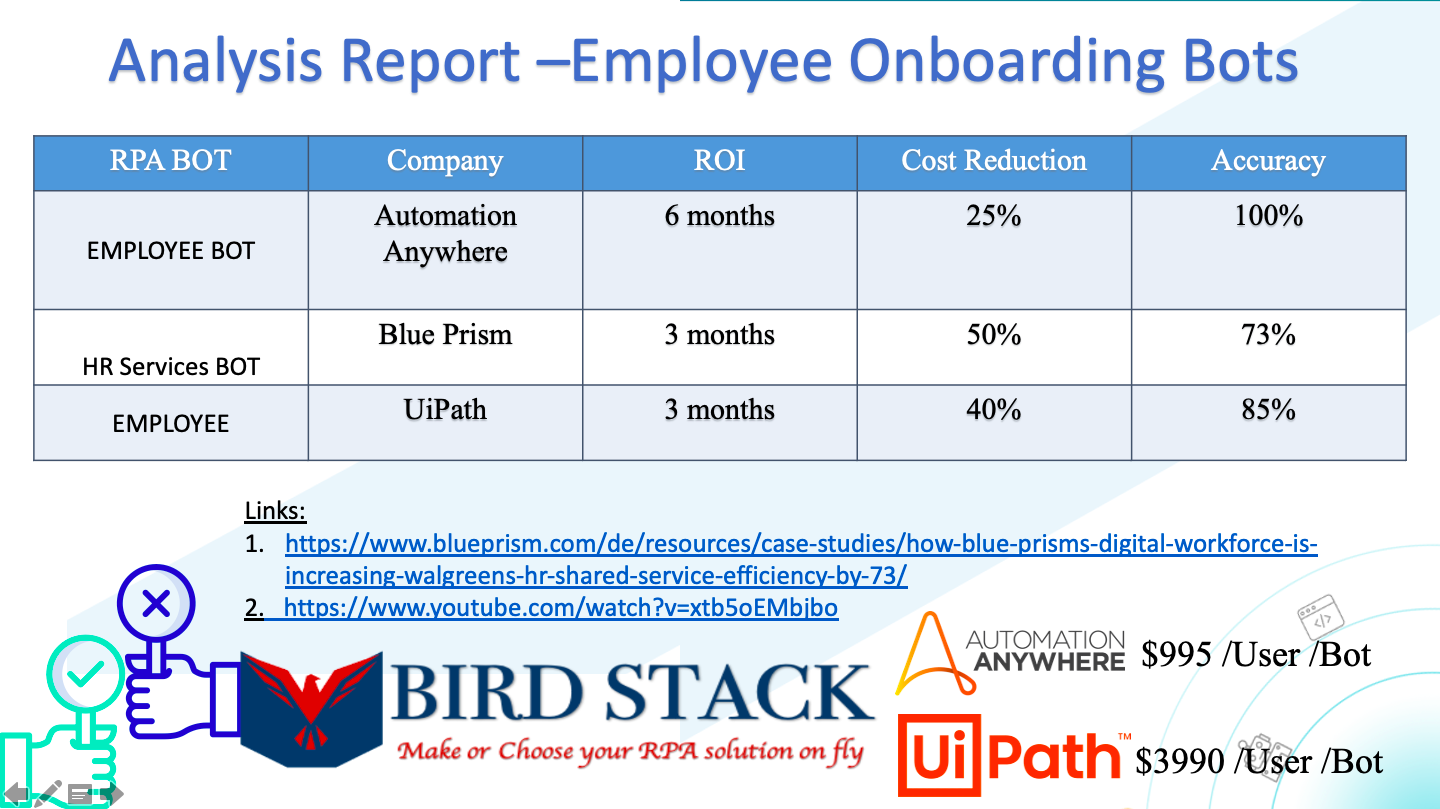 Analysis Report –Employee Onboarding Bots
RPA BOT Company ROI Cost Reduction Accuracy
EMPLOYEE BOT Automation Anywhere 6 months 25% 100%
HR Services BOT Blue Prism 3 months 50% 73%
EMPLOYEE UiPath 3 months 40% 85%
Links:
1. https://www.blueprism.com/de/resources/case-studies/how-blue-prisms-digital-workforce-is-
increasing-walgreens-hr-shared-service-efficiency-by-73/
2. https://www.youtube.com/watch?v=xtb5oEMbjbo
BIRD STACK
Make or Choose your RPA solution on fly
AUTOMATION
ANYWHERE
$995 /User /Bot
UiPath™
$3990 /User /Bot